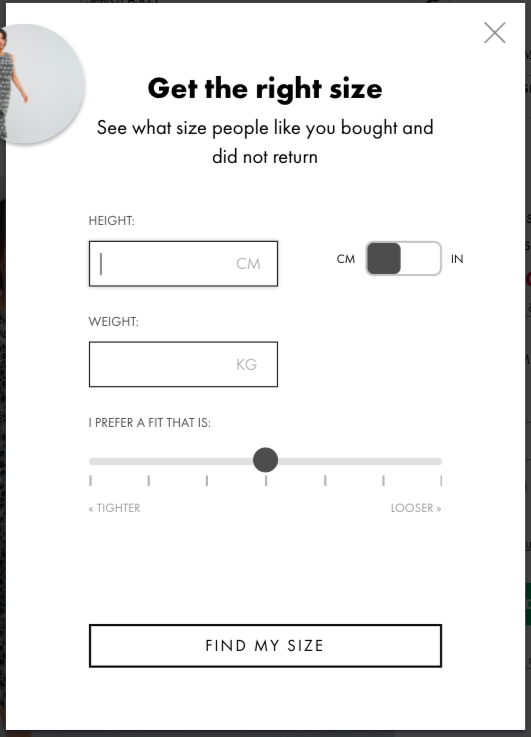 Get the right size
See what size people like you bought and
did not return
HEIGHT:
CM
CM
IN
WEIGHT:
KG
I PREFER A FIT THAT IS:
« TIGHTER
LOOSER »
FIND MY SIZE